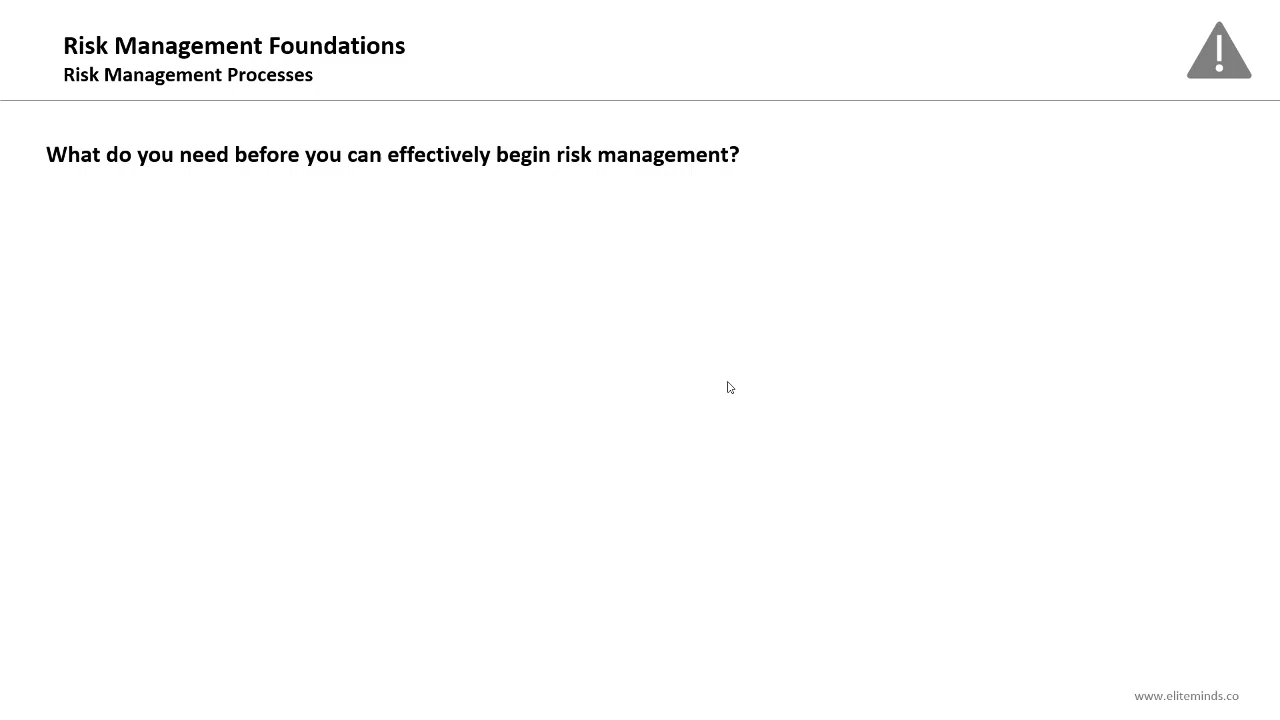 Risk Management Foundations
Risk Management Processes
What do you need before you can effectively begin risk management?
www.eliteminds.co